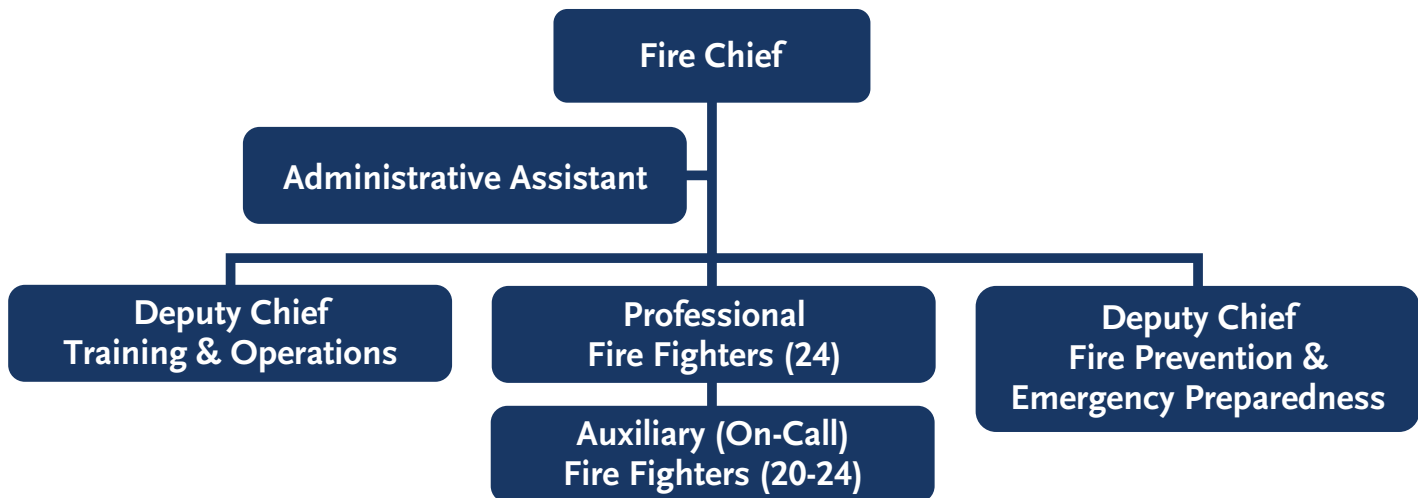 Fire Chief
Administrative Assistant
Deputy Chief
Training & Operations
Professional
Fire Fighters (24)
Deputy Chief
Fire Prevention &
Emergency Preparedness
Auxiliary (On-Call)
Fire Fighters (20-24)